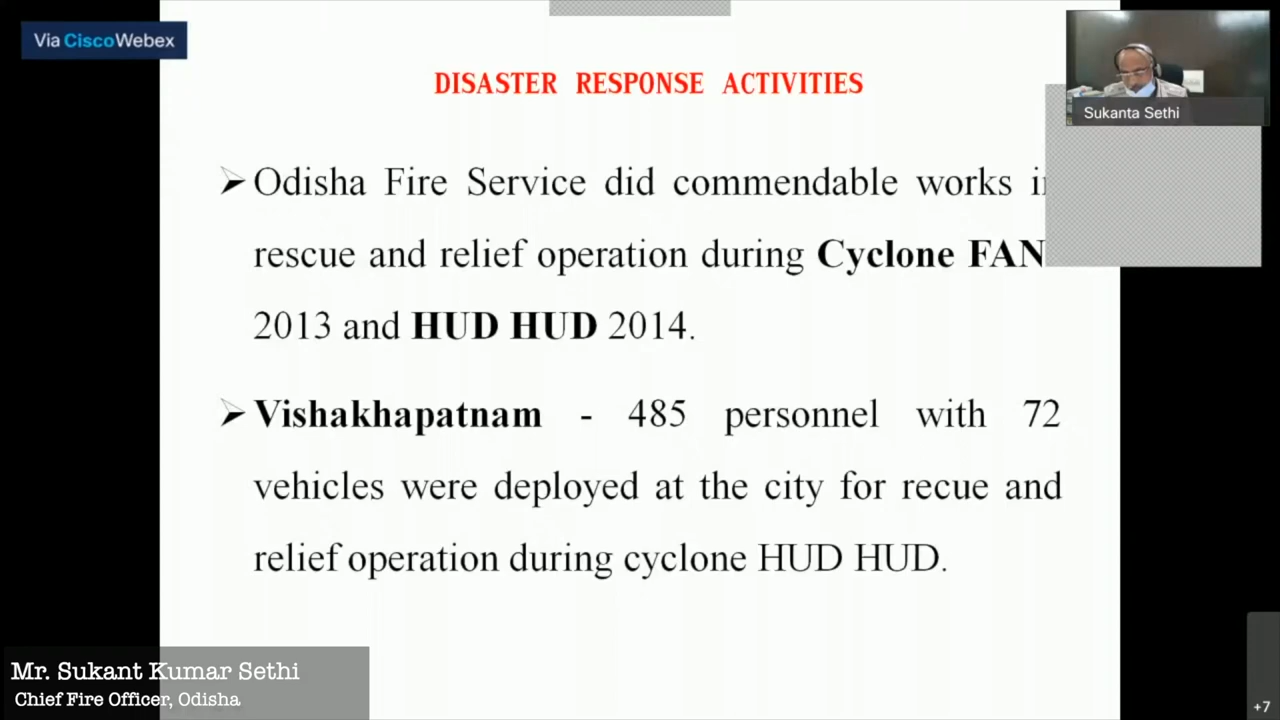 Via CiscoWebex
DISASTER RESPONSE ACTIVITIES
Sukanta Sethi
➢Odisha Fire Service did commendable works
rescue and relief operation during Cyclone
2013 and HUD HUD 2014.
➢Vishakhapatnam - 485 personnel with 72
vehicles were deployed at the city for recue and
relief operation during cyclone HUD HUD.
Mr. Sukant Kumar Sethi
Chief Fire Officer, Odisha
+7